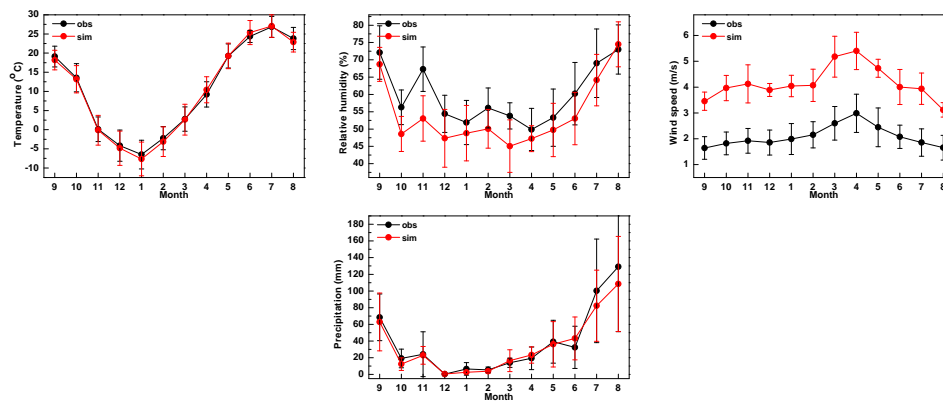 30
25
20
15
10
5
0
-5
-10
Temperature (°C)
obs
sim
9 10 11 12 1 2 3 4 5 6 7 8
Month
80
75
70
65
60
55
50
45
40
Relative humidity (%)
obs
sim
9 10 11 12 1 2 3 4 5 6 7 8
Month
6
5
4
3
2
1
Wind speed (m/s)
obs
sim
9 10 11 12 1 2 3 4 5 6 7 8
Month
180
160
140
120
100
80
60
40
20
0
Precipitation (mm)
obs
sim
9 10 11 12 1 2 3 4 5 6 7 8
Month